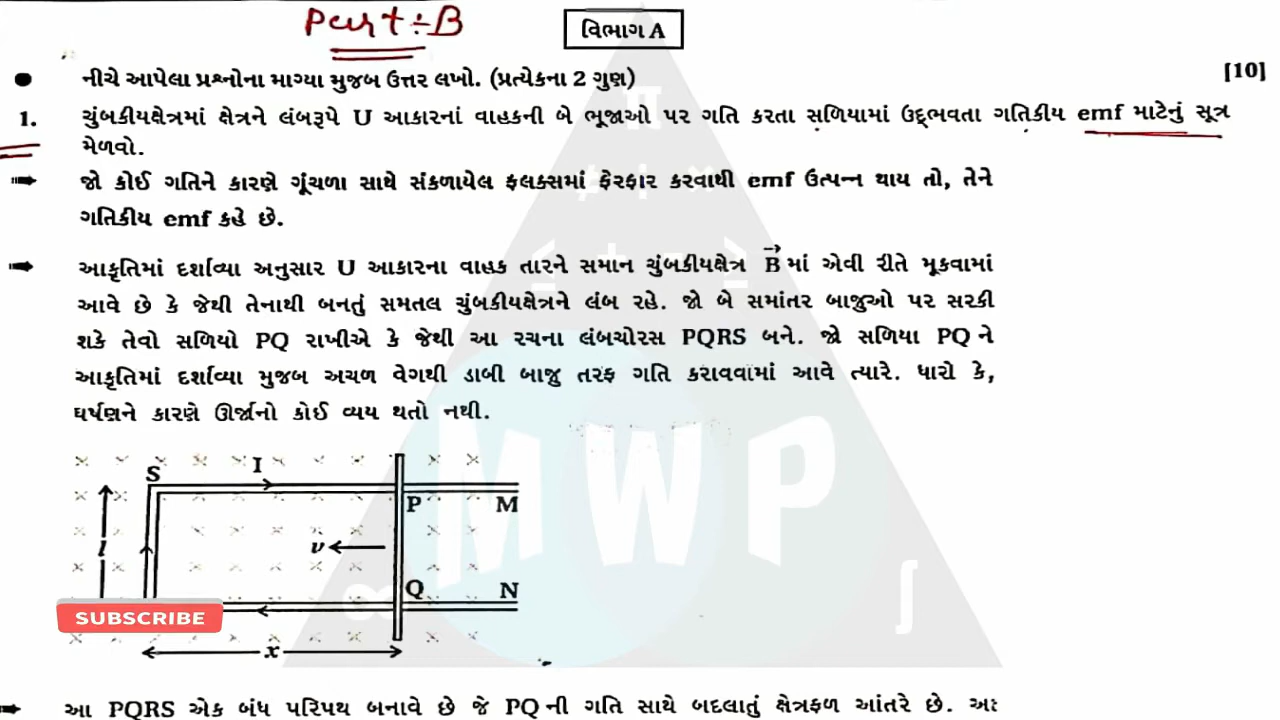 Part÷B
વિભાગ A
નીચે આપેલા પ્રશ્નોના માગ્યા મુજબ ઉત્તર લખો. (પ્રત્યેકના 2 ગુણ) [10]
1. ચુંબકીયક્ષેત્રમાં ક્ષેત્રને લંબરૂપે U આકારનાં વાહકની બે ભૂજાઓ પર ગતિ કરતા સળિયામાં ઉદ્ભવતા ગતિકીય emf માટેનું સૂત્ર
મેળવો.
જો કોઈ ગતિને કારણે ગૂંચળા સાથે સંકળાયેલ ફલક્સમાં ફેરફાર કરવાથી emf ઉત્પન્ન થાય તો, તેને
ગતિકીય emf કહે છે.
આકૃતિમાં દર્શાવ્યા અનુસાર U આકારના વાહક તારને સમાન ચુંબકીયક્ષેત્ર B⃗ માં એવી રીતે મૂકવામાં
આવે છે કે જેથી તેનાથી બનતું સમતલ ચુંબકીયક્ષેત્રને લંબ રહે. જો બે સમાંતર બાજુઓ પર સરકી
શકે તેવો સળિયો PQ રાખીએ કે જેથી આ રચના લંબચોરસ PQRS બને. જો સળિયા PQ ને
આકૃતિમાં દર્શાવ્યા મુજબ અચળ વેગથી ડાબી બાજુ તરફ ગતિ કરાવવામાં આવે ત્યારે. ધારો કે,
ઘર્ષણને કારણે ઊર્જાનો કોઈ વ્યય થતો નથી.
S I
P M
l
v
Q N
SUBSCRIBE
x
MWP
આ PQRS એક બંધ પરિપથ બનાવે છે જે PQ ની ગતિ સાથે બદલાતું ક્ષેત્રફળ આંતરે છે.